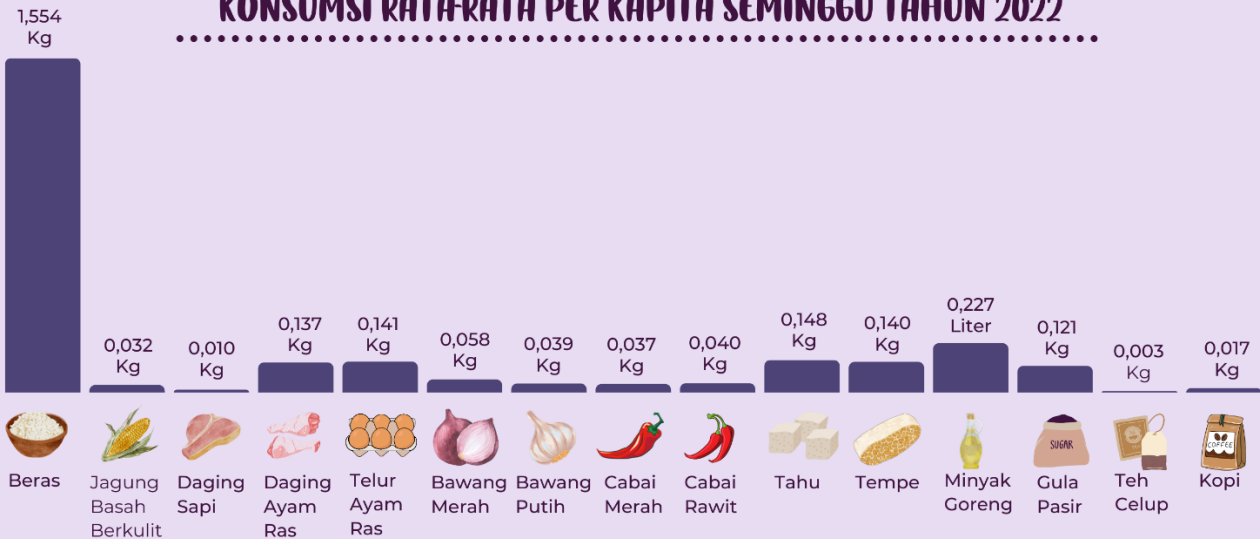 KONSUMSI RATA-RATA PER KAPITA SEMINGGU TAHUN 2022
1,554
Kg
0,032
Kg
0,010
Kg
0,137
Kg
0,141
Kg
0,058
Kg
0,039
Kg
0,037
Kg
0,040
Kg
0,148
Kg
0,140
Kg
0,227
Liter
0,121
Kg
0,003
Kg
0,017
Kg
SUGAR
COFFEE
Beras
Jagung
Basah
Berkulit
Daging
Sapi
Daging
Ayam
Ras
Telur
Ayam
Ras
Bawang
Merah
Bawang
Putih
Cabai
Merah
Cabai
Rawit
Tahu
Tempe
Minyak
Goreng
Gula
Pasir
Teh
Celup
Kopi